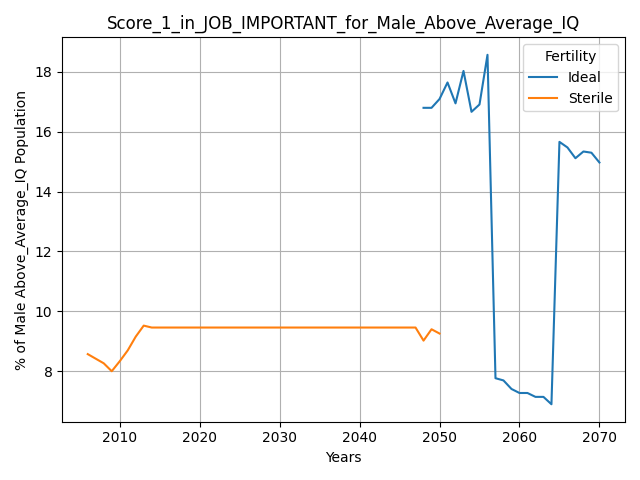 Score_1_in_JOB_IMPORTANT_for_Male_Above_Average_IQ
% of Male Above_Average_IQ Population
18
16
14
12
10
8
Fertility
Ideal
Sterile
2010 2020 2030 2040 2050 2060 2070
Years